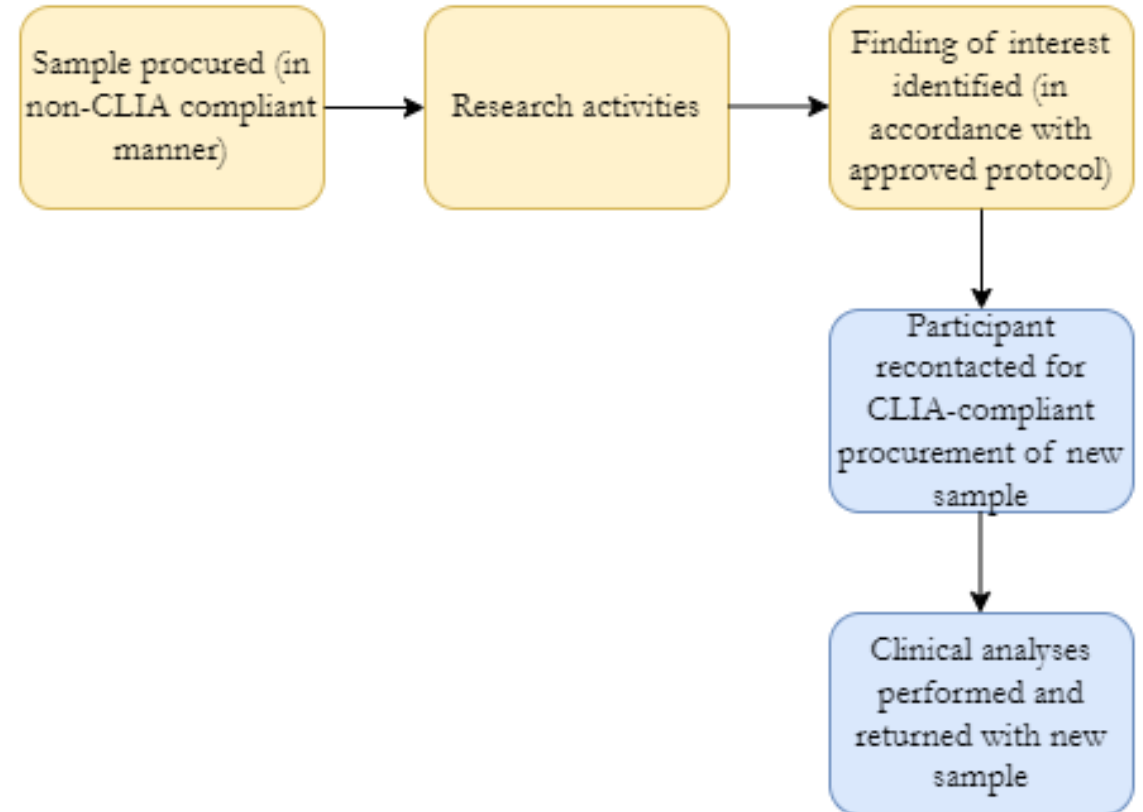 Sample procured (in
non-CLIA compliant
manner)
Research activities
Finding of interest
identified (in
accordance with
approved protocol)
Participant
recontacted for
CLIA-compliant
procurement of new
sample
Clinical analyses
performed and
returned with new
sample